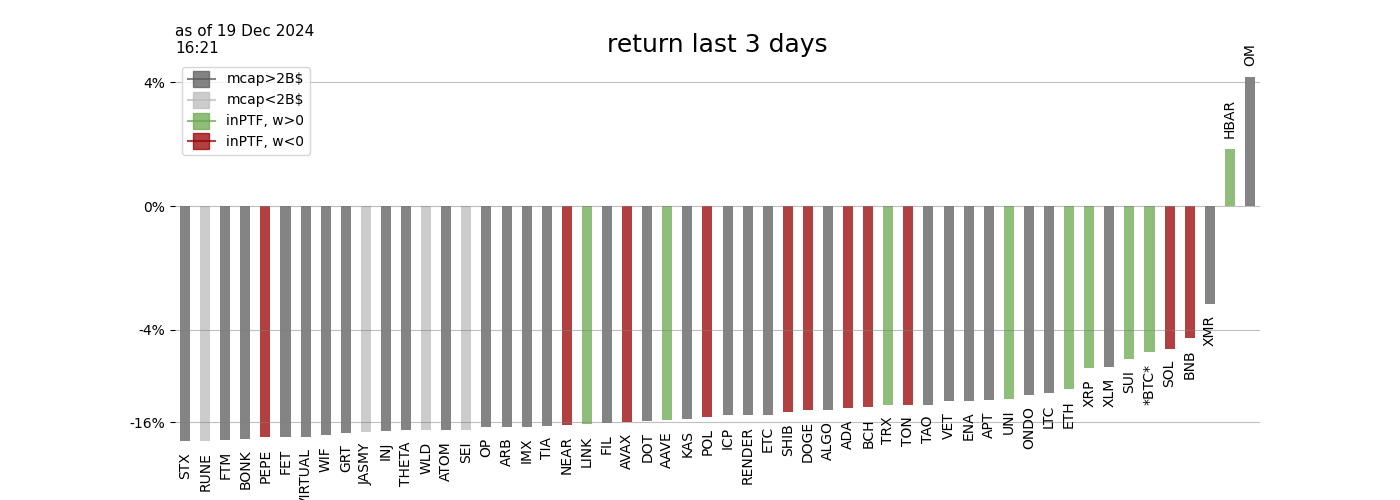 as of 19 Dec 2024
16:21
return last 3 days
mcap>2B$
mcap<2B$
inPTF, w>0
inPTF, w<0
4%
0%
-4%
-16%
STX
RUNE
FTM
BONK
PEPE
FET
VIRTUAL
WIF
GRT
JASMY
INJ
THETA
WLD
ATOM
SEI
OP
ARB
IMX
TIA
NEAR
LINK
FIL
AVAX
DOT
AAVE
KAS
POL
ICP
RENDER
ETC
SHIB
DOGE
ALGO
ADA
BCH
TRX
TON
TAO
VET
ENA
APT
UNI
ONDO
LTC
ETH
XRP
XLM
SUI
*BTC*
SOL
BNB
XMR
HBAR
OM